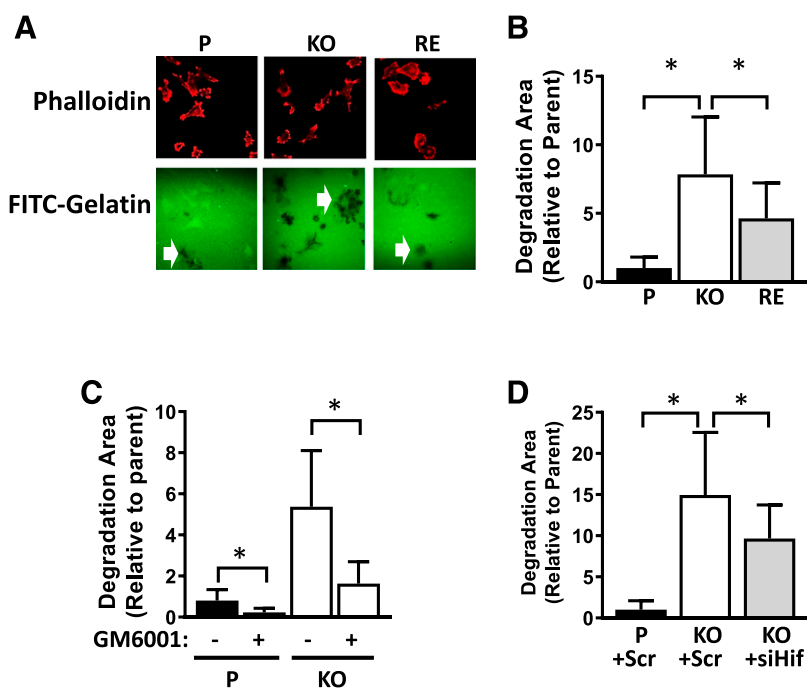 A
P KO RE
Phalloidin
FITC-Gelatin
B
Degradation Area
(Relative to Parent)
15
10
5
0
* *
P KO RE
C
Degradation Area
(Relative to parent)
10
8
6
4
2
0
* *
GM6001: - + - +
P KO
D
Degradation Area
(Relative to Parent)
25
20
15
10
5
0
* *
P KO KO
+Scr +Scr +siHif